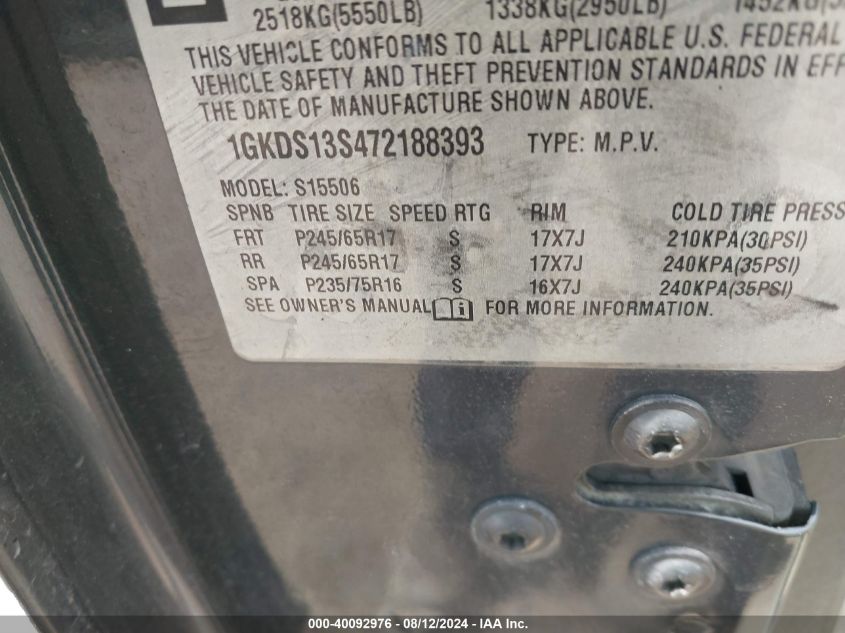 2518KG(5550LB) 1338KG(2950LB)
THIS VEHICLE CONFORMS TO ALL APPLICABLE U.S. FEDERAL
VEHICLE SAFETY AND THEFT PREVENTION STANDARDS IN EFF
THE DATE OF MANUFACTURE SHOWN ABOVE.
1GKDS13S472188393 TYPE: M.P.V.
MODEL: S15506
SPNB TIRE SIZE SPEED RTG RIM COLD TIRE PRESS
FRT P245/65R17 S 17X7J 210KPA(30PSI)
RR P245/65R17 S 17X7J 240KPA(35PSI)
SPA P235/75R16 S 16X7J 240KPA(35PSI)
SEE OWNER'S MANUAL i FOR MORE INFORMATION.
000-40092976 - 08/12/2024 - IAA Inc.